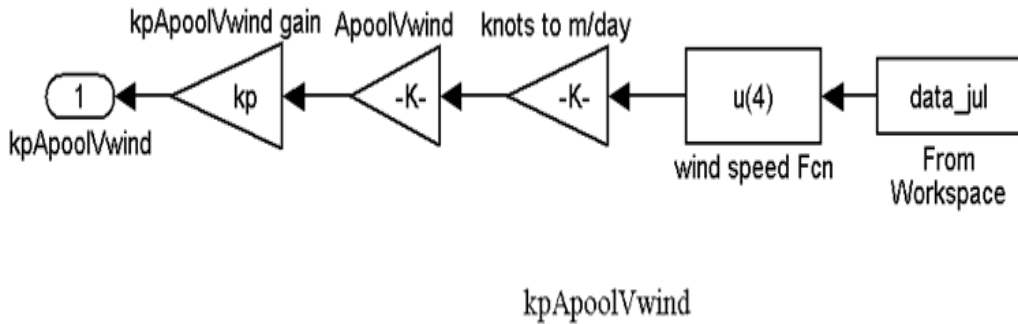 kpApoolVwind gain
ApoolVwind
knots to m/day
1
kp
-K-
-K-
u(4)
data_jul
kpApoolVwind
wind speed Fcn
From
Workspace
kpApoolVwind